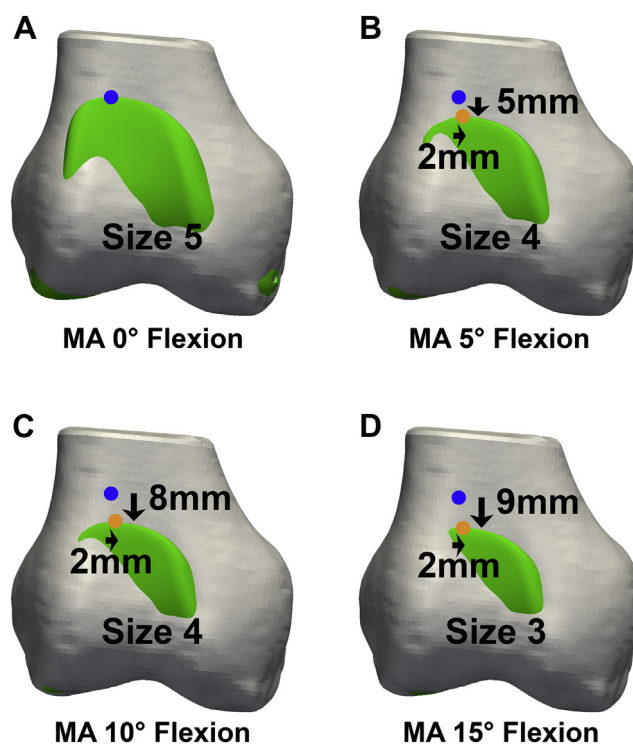 A
Size 5
MA 0° Flexion
B
5mm
2mm
Size 4
MA 5° Flexion
C
8mm
2mm
Size 4
MA 10° Flexion
D
9mm
2mm
Size 3
MA 15° Flexion